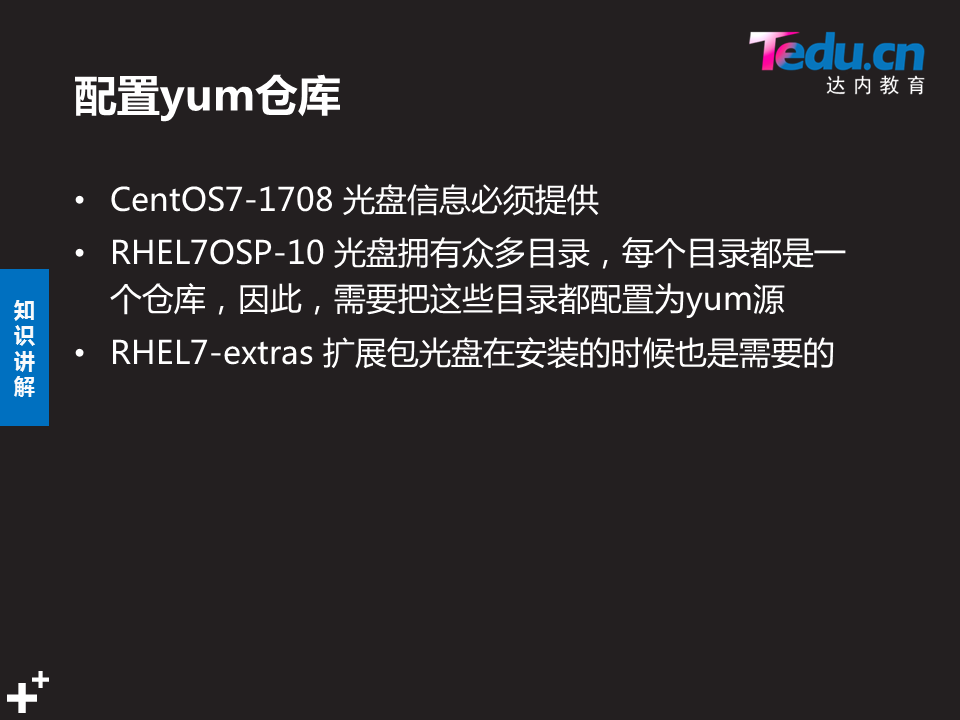 Tedu.cn
达内教育
配置yum仓库
• CentOS7-1708 光盘信息必须提供
• RHEL7OSP-10 光盘拥有众多目录，每个目录都是一
个仓库，因此，需要把这些目录都配置为yum源
• RHEL7-extras 扩展包光盘在安装的时候也是需要的
知
识
讲
解